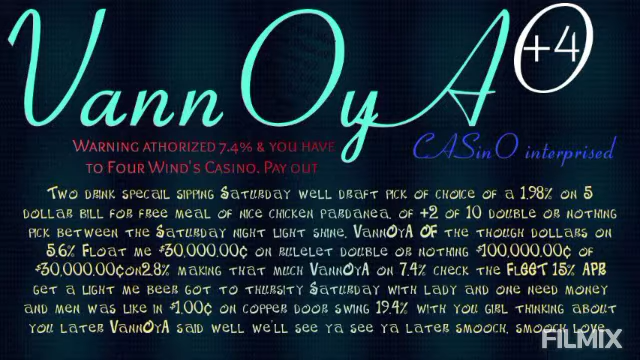 VannOyA +4
CASinO interprised
Warning athorized 7.4% & you have
to Four Wind's Casino. Pay out
Two drink specail sipping Saturday well draft pick of choice of a 1.98% on 5
dollar bill for free meal of nice chicken pardanea. of +2 of 10 double or nothing
pick between the Saturday night light shine. VannOyA OF the though dollars on
5.6% Float me $30,000.00¢ on rulelet double or nothing $100,000.00¢ of
$30,000.00¢on2.8% making that much VannOyA on 7.4% check the FLEET 15% APR
get a light me beer got to thursity Saturday with lady and one need money
and men was like in $1.00¢ on copper door swing 19.4% with you girl thinking about
you later VannOyA said well we'll see ya see ya later smooch, smooch love
FILMIX